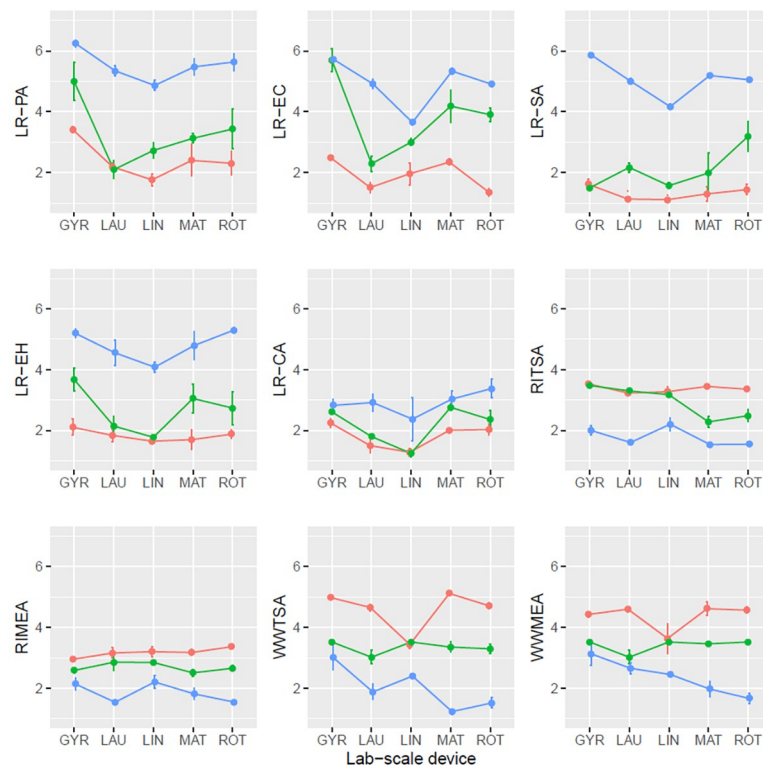 LR-PA
6
4
2
GYR LAU LIN MAT ROT
LR-EC
6
4
2
GYR LAU LIN MAT ROT
LR-SA
6
4
2
GYR LAU LIN MAT ROT
LR-EH
6
4
2
GYR LAU LIN MAT ROT
LR-CA
6
4
2
GYR LAU LIN MAT ROT
RITSA
6
4
2
GYR LAU LIN MAT ROT
RIMEA
6
4
2
GYR LAU LIN MAT ROT
WWTSA
6
4
2
GYR LAU LIN MAT ROT
WWMEA
6
4
2
GYR LAU LIN MAT ROT
Lab-scale device